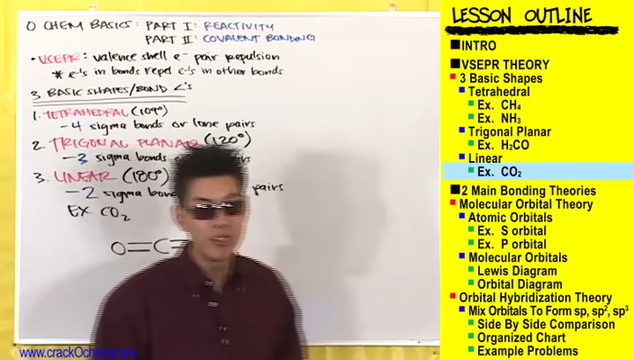 O CHEM BASICS: PART I: REACTIVITY
PART II: COVALENT BONDING
• VSEPR: valence shell e⁻ pair repulsion
* e⁻'s in bonds repel e⁻'s in other bonds
3 BASIC SHAPES/BOND ∠'s
1. TETRAHEDRAL (109°)
- 4 sigma bonds or lone pairs
2. TRIGONAL PLANAR (120°)
- 3 sigma bonds
3. LINEAR (180°)
- 2 sigma pairs
EX CO₂
O=C=
www.crackOchem.com
LESSON OUTLINE
INTRO
VSEPR THEORY
3 Basic Shapes
Tetrahedral
Ex. CH₄
Ex. NH₃
Trigonal Planar
Ex. H₂CO
Linear
Ex. CO₂
2 Main Bonding Theories
Molecular Orbital Theory
Atomic Orbitals
Ex. S orbital
Ex. P orbital
Molecular Orbitals
Lewis Diagram
Orbital Diagram
Orbital Hybridization Theory
Mix Orbitals To Form sp, sp², sp³
Side By Side Comparison
Organized Chart
Example Problems